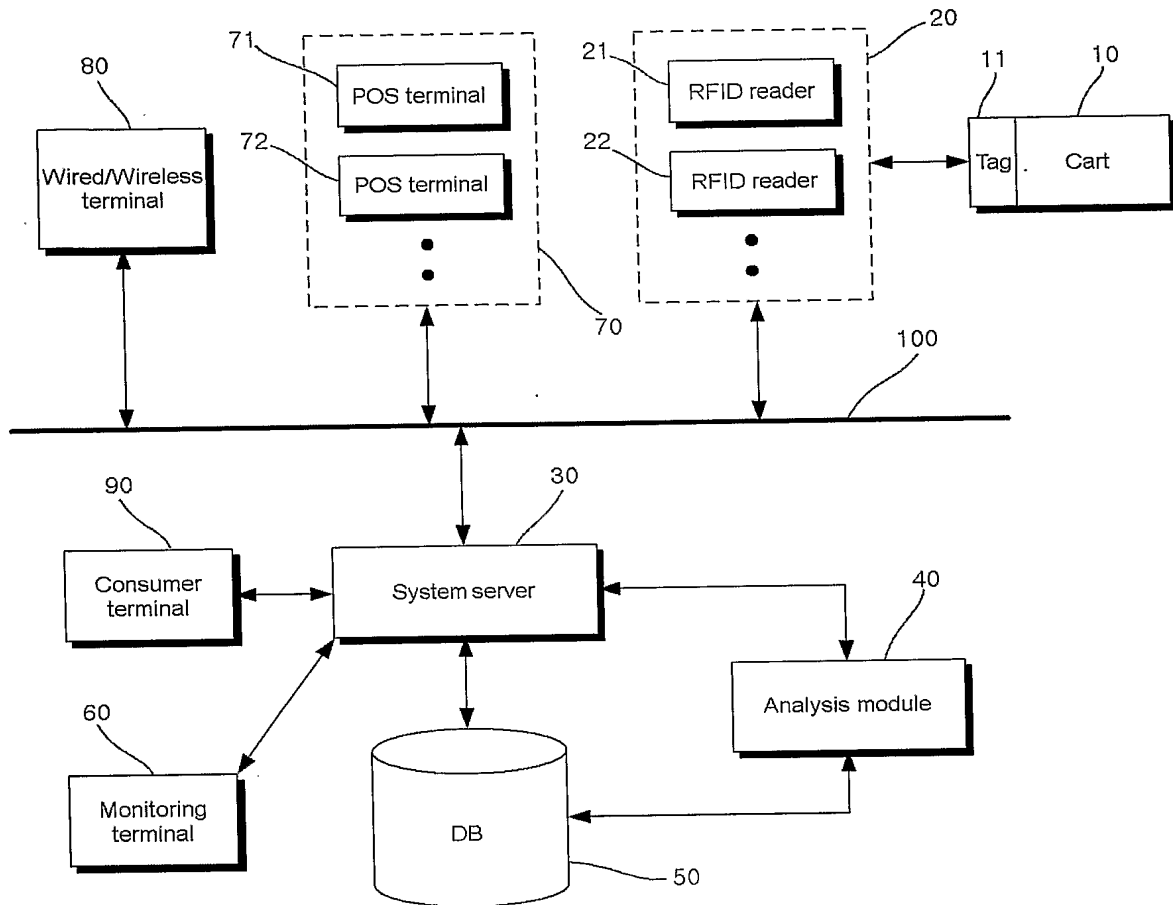 80
Wired/Wireless
terminal
71
POS terminal
72
POS terminal
70
20
21
RFID reader
22
RFID reader
11
10
Tag
Cart
100
90
Consumer
terminal
30
System server
40
Analysis module
60
Monitoring
terminal
DB
50